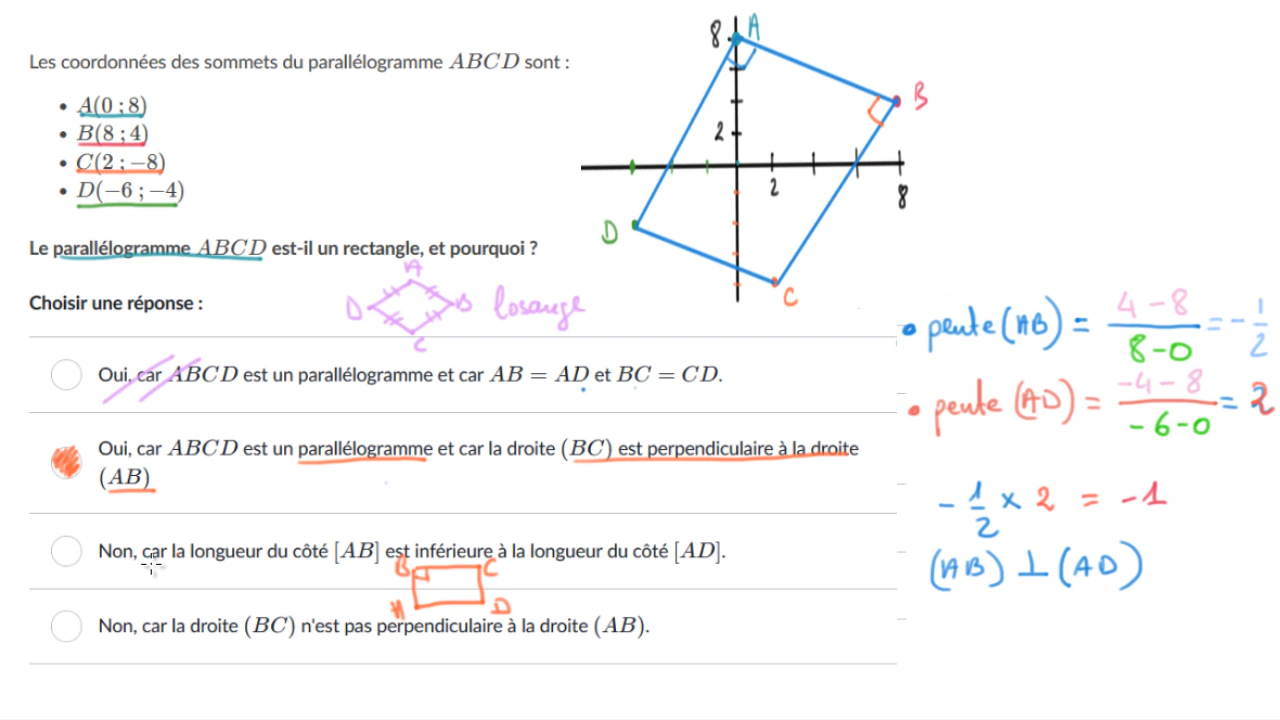 Les coordonnées des sommets du parallélogramme ABCD sont :
• A(0 ; 8)
• B(8 ; 4)
• C(2 ; −8)
• D(−6 ; −4)
Le parallélogramme ABCD est-il un rectangle, et pourquoi ?
Choisir une réponse :
A
D B losange
C
Oui, car ABCD est un parallélogramme et car AB = AD et BC = CD.
Oui, car ABCD est un parallélogramme et car la droite (BC) est perpendiculaire à la droite
(AB)
Non, car la longueur du côté [AB] est inférieure à la longueur du côté [AD].
B C
A D
Non, car la droite (BC) n'est pas perpendiculaire à la droite (AB).
8 A
B
2
2 8
D
C
• pente (AB) = 4 - 8 / 8 - 0 = - 1/2
• pente (AD) = -4 - 8 / -6 - 0 = 2
- 1/2 × 2 = -1
(AB) ⊥ (AD)